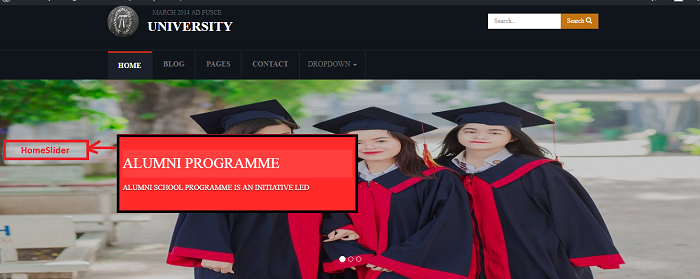 MARCH 2014 AD FUSCE
UNIVERSITY
Search...
Search
HOME
BLOG
PAGES
CONTACT
DROPDOWN
HomeSlider
ALUMNI PROGRAMME
ALUMNI SCHOOL PROGRAMME IS AN INITIATIVE LED